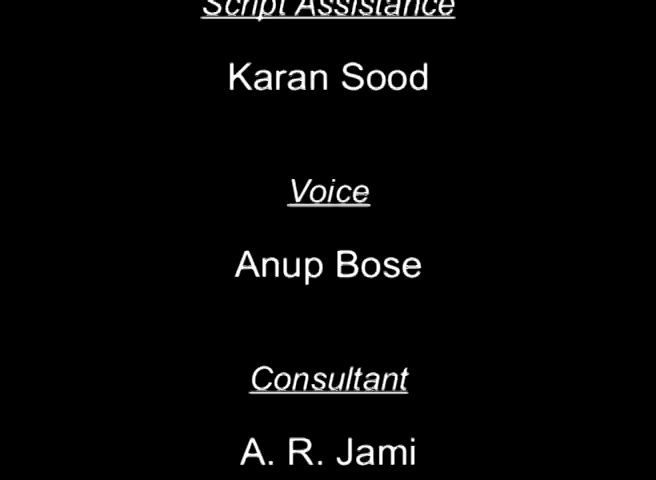 Script Assistance
Karan Sood
Voice
Anup Bose
Consultant
A. R. Jami